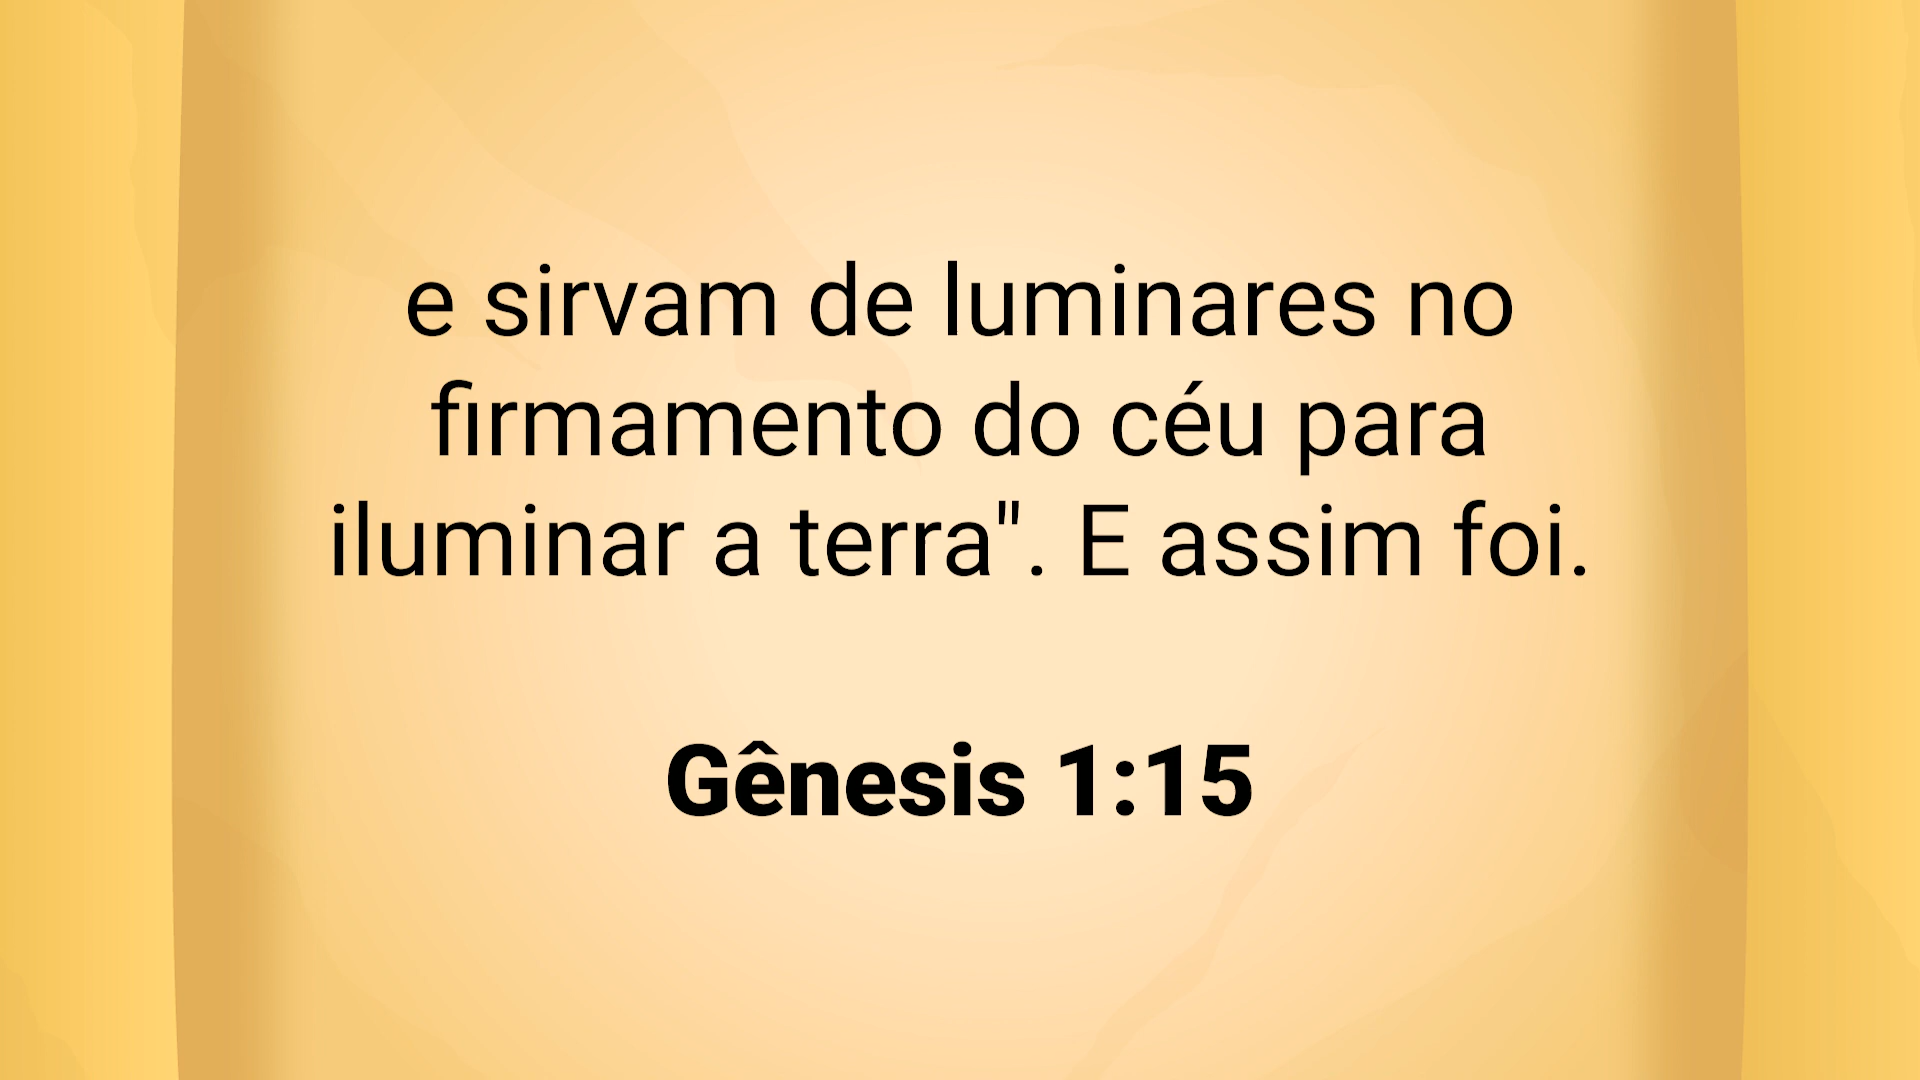 e sirvam de luminares no
firmamento do céu para
iluminar a terra". E assim foi.
Gênesis 1:15